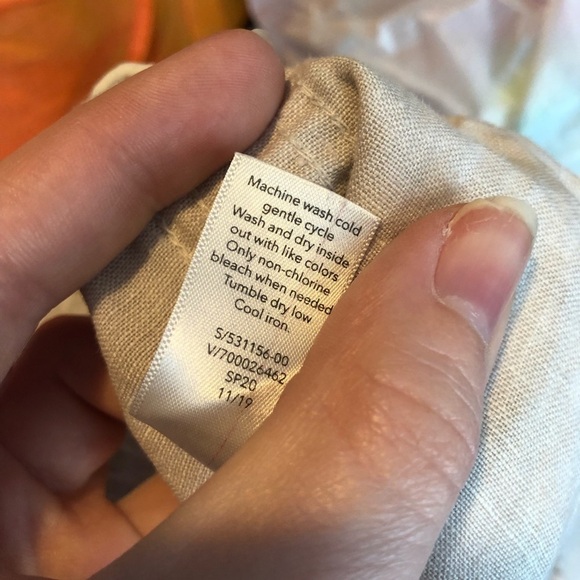 Machine wash cold
gentle cycle
Wash and dry inside
out with like colors
Only non-chlorine
bleach when needed
Tumble dry low
Cool iron.
S/531156-00
V/700026462
SP20
11/19